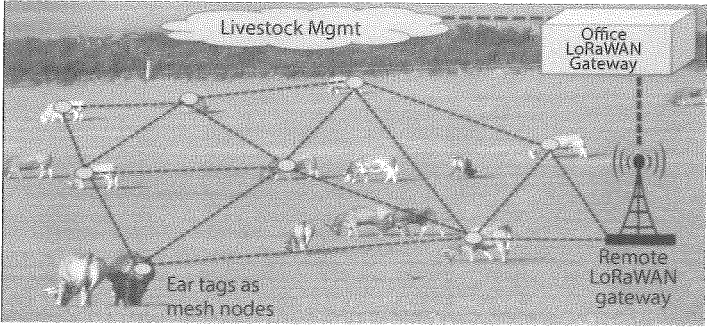 Livestock Mgmt
Office
LoRaWAN
Gateway
Ear tags as
mesh nodes
Remote
LoRaWAN
gateway